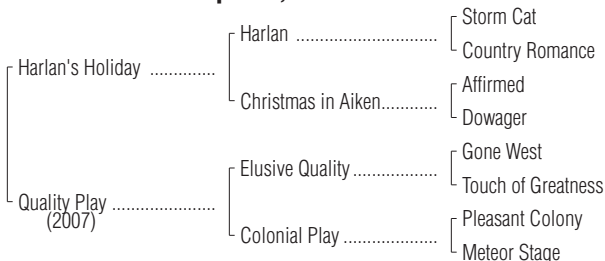 Storm Cat
Harlan ..................................
Country Romance
Harlan's Holiday ...............
Affirmed
Christmas in Aiken.............
Dowager
Gone West
Elusive Quality ....................
Touch of Greatness
Quality Play ........................
(2007)
Pleasant Colony
Colonial Play ......................
Meteor Stage